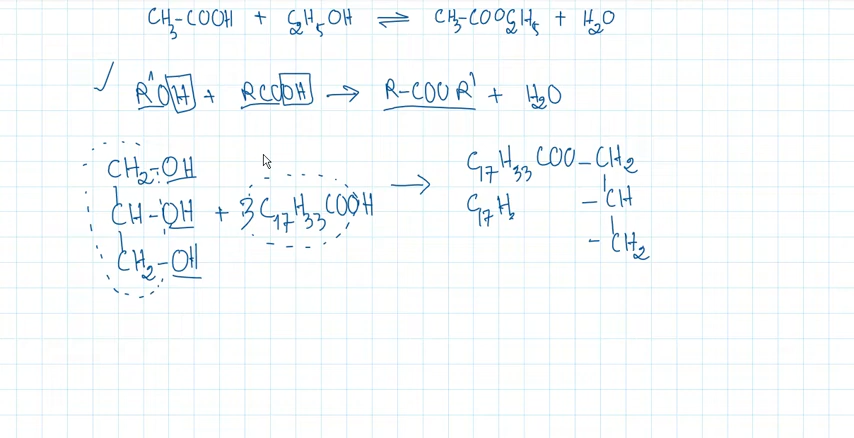 CH₃-COOH + C₂H₅OH ⇌ CH₃-COOC₂H₅ + H₂O
✓ R'OH + RCOOH → R-COOR' + H₂O
CH₂-OH C₁₇H₃₃COO-CH₂
CH-OH + 3C₁₇H₃₃COOH → C₁₇H₃ -CH
CH₂-OH -CH₂